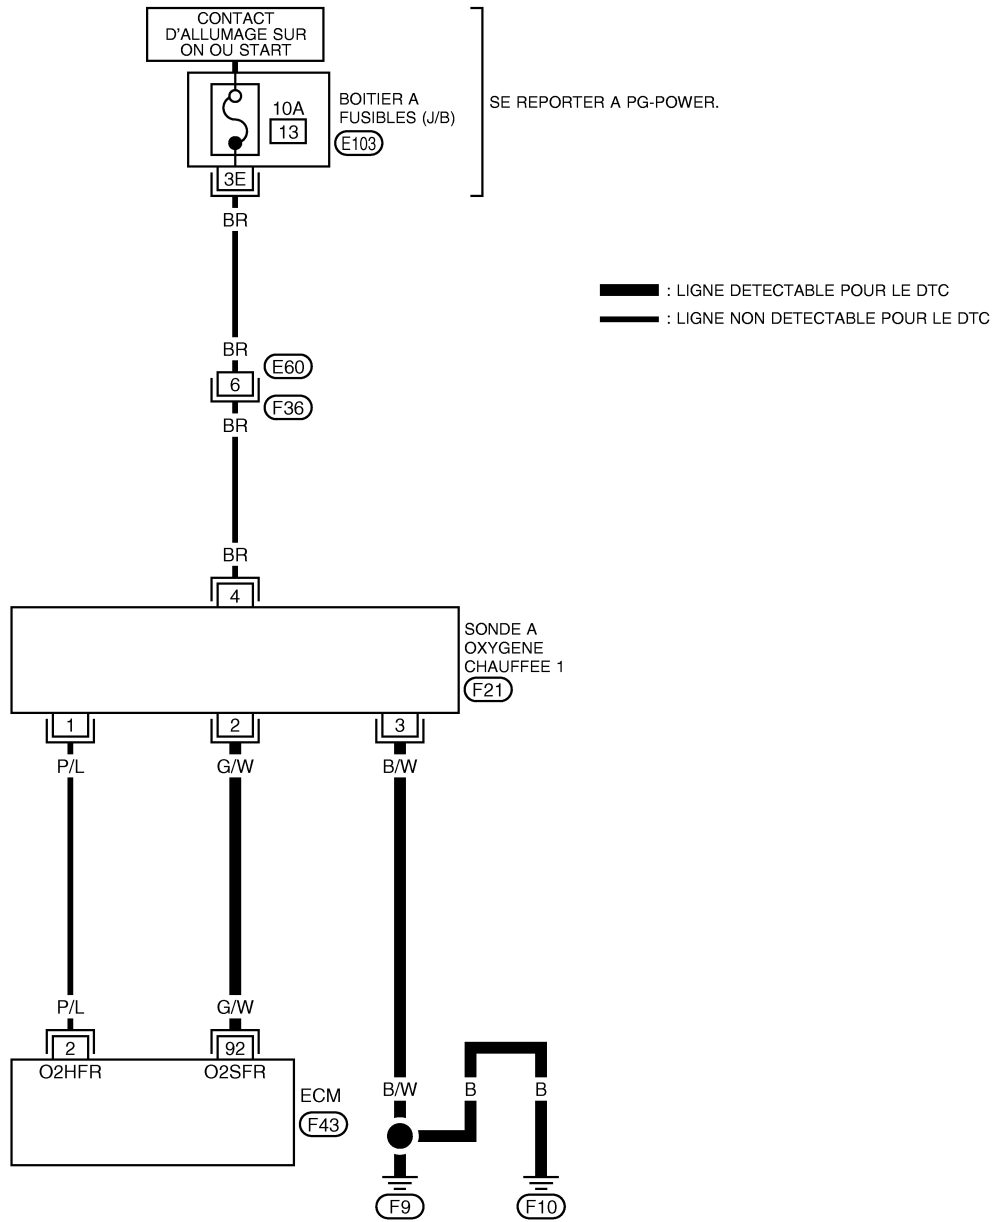 CONTACT
D'ALLUMAGE SUR
ON OU START
10A
13
BOITIER A
FUSIBLES (J/B)
E103
SE REPORTER A PG-POWER.
3E
BR
: LIGNE DETECTABLE POUR LE DTC
: LIGNE NON DETECTABLE POUR LE DTC
BR
E60
6
F36
BR
BR
4
SONDE A
OXYGENE
CHAUFFEE 1
F21
1 2 3
P/L G/W B/W
P/L G/W
2 92
O2HFR O2SFR
ECM
F43
B/W B B
F9 F10